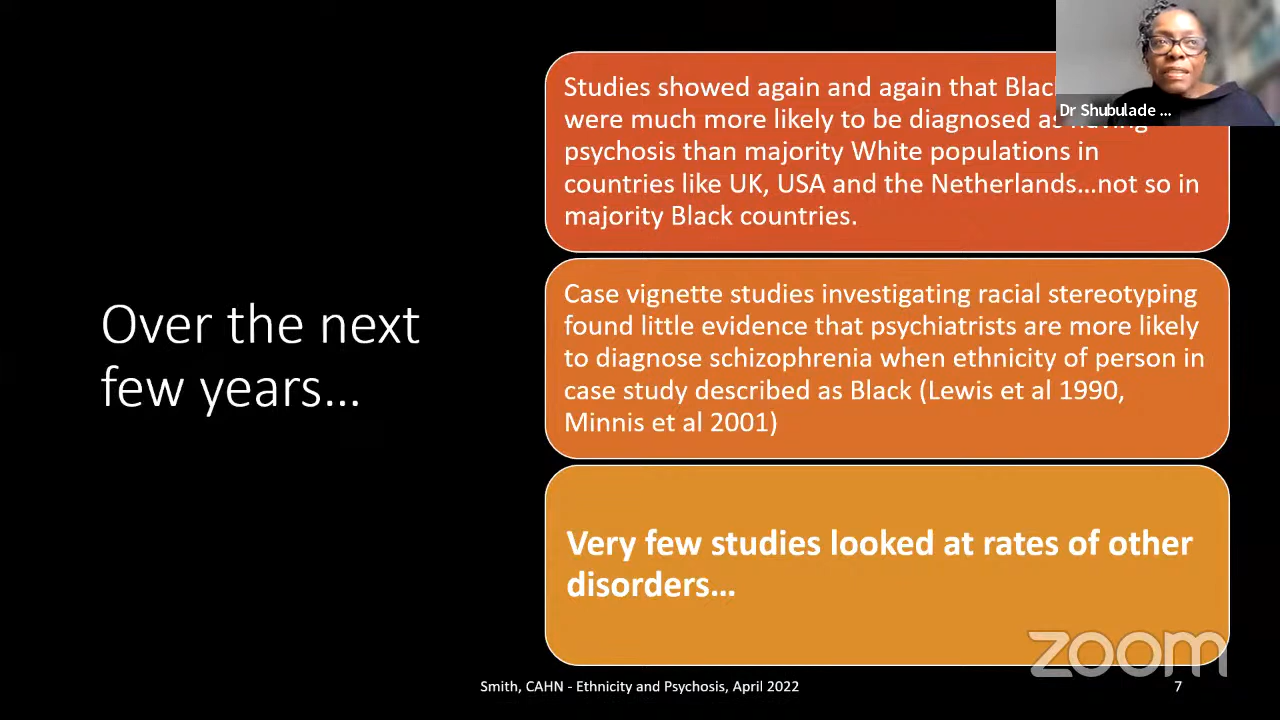 Over the next
few years...
Studies showed again and again that
were much more likely to be diagnosed as having
psychosis than majority White populations in
countries like UK, USA and the Netherlands...not so in
majority Black countries.
Case vignette studies investigating racial stereotyping
found little evidence that psychiatrists are more likely
to diagnose schizophrenia when ethnicity of person in
case study described as Black (Lewis et al 1990,
Minnis et al 2001)
Very few studies looked at rates of other
disorders...
Dr Shubulade ...
zoom
Smith, CAHN - Ethnicity and Psychosis, April 2022
7